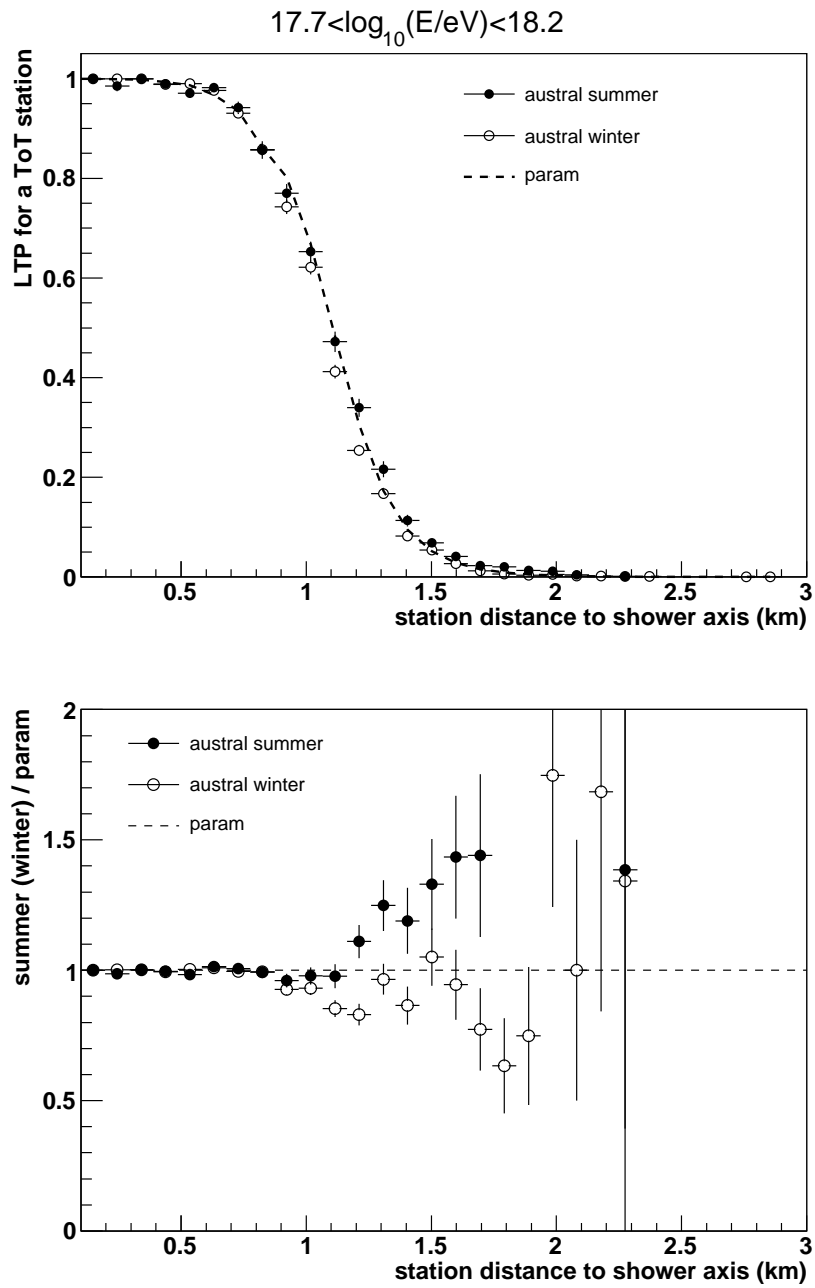 17.7<log₁₀(E/eV)<18.2
LTP for a ToT station
1
0.8
0.6
0.4
0.2
0
austral summer
austral winter
param
0.5
1
1.5
2
2.5
3
station distance to shower axis (km)
summer (winter) / param
2
1.5
1
0.5
0
austral summer
austral winter
param
0.5
1
1.5
2
2.5
3
station distance to shower axis (km)